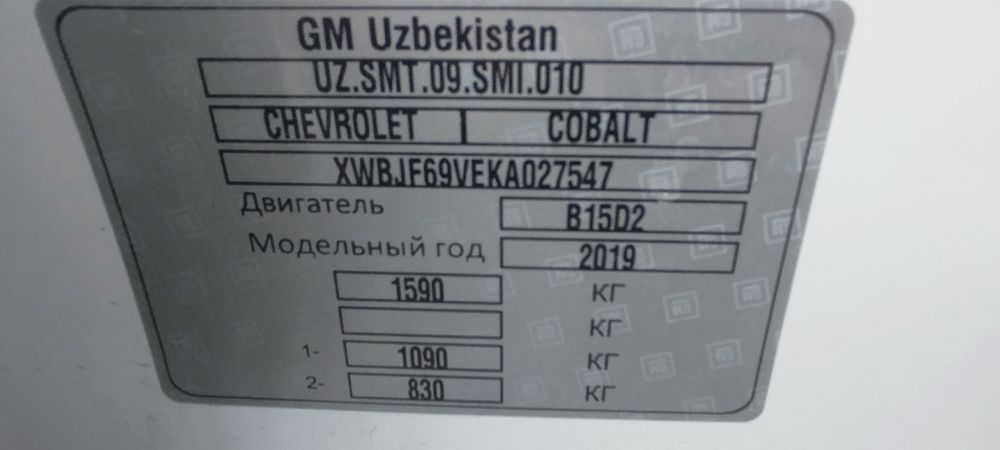 GM Uzbekistan
UZ.SMT.09.SMI.010
CHEVROLET COBALT
XWBJF69VEKA027547
Двигатель B15D2
Модельный год 2019
1590 КГ
КГ
1- 1090 КГ
2- 830 КГ